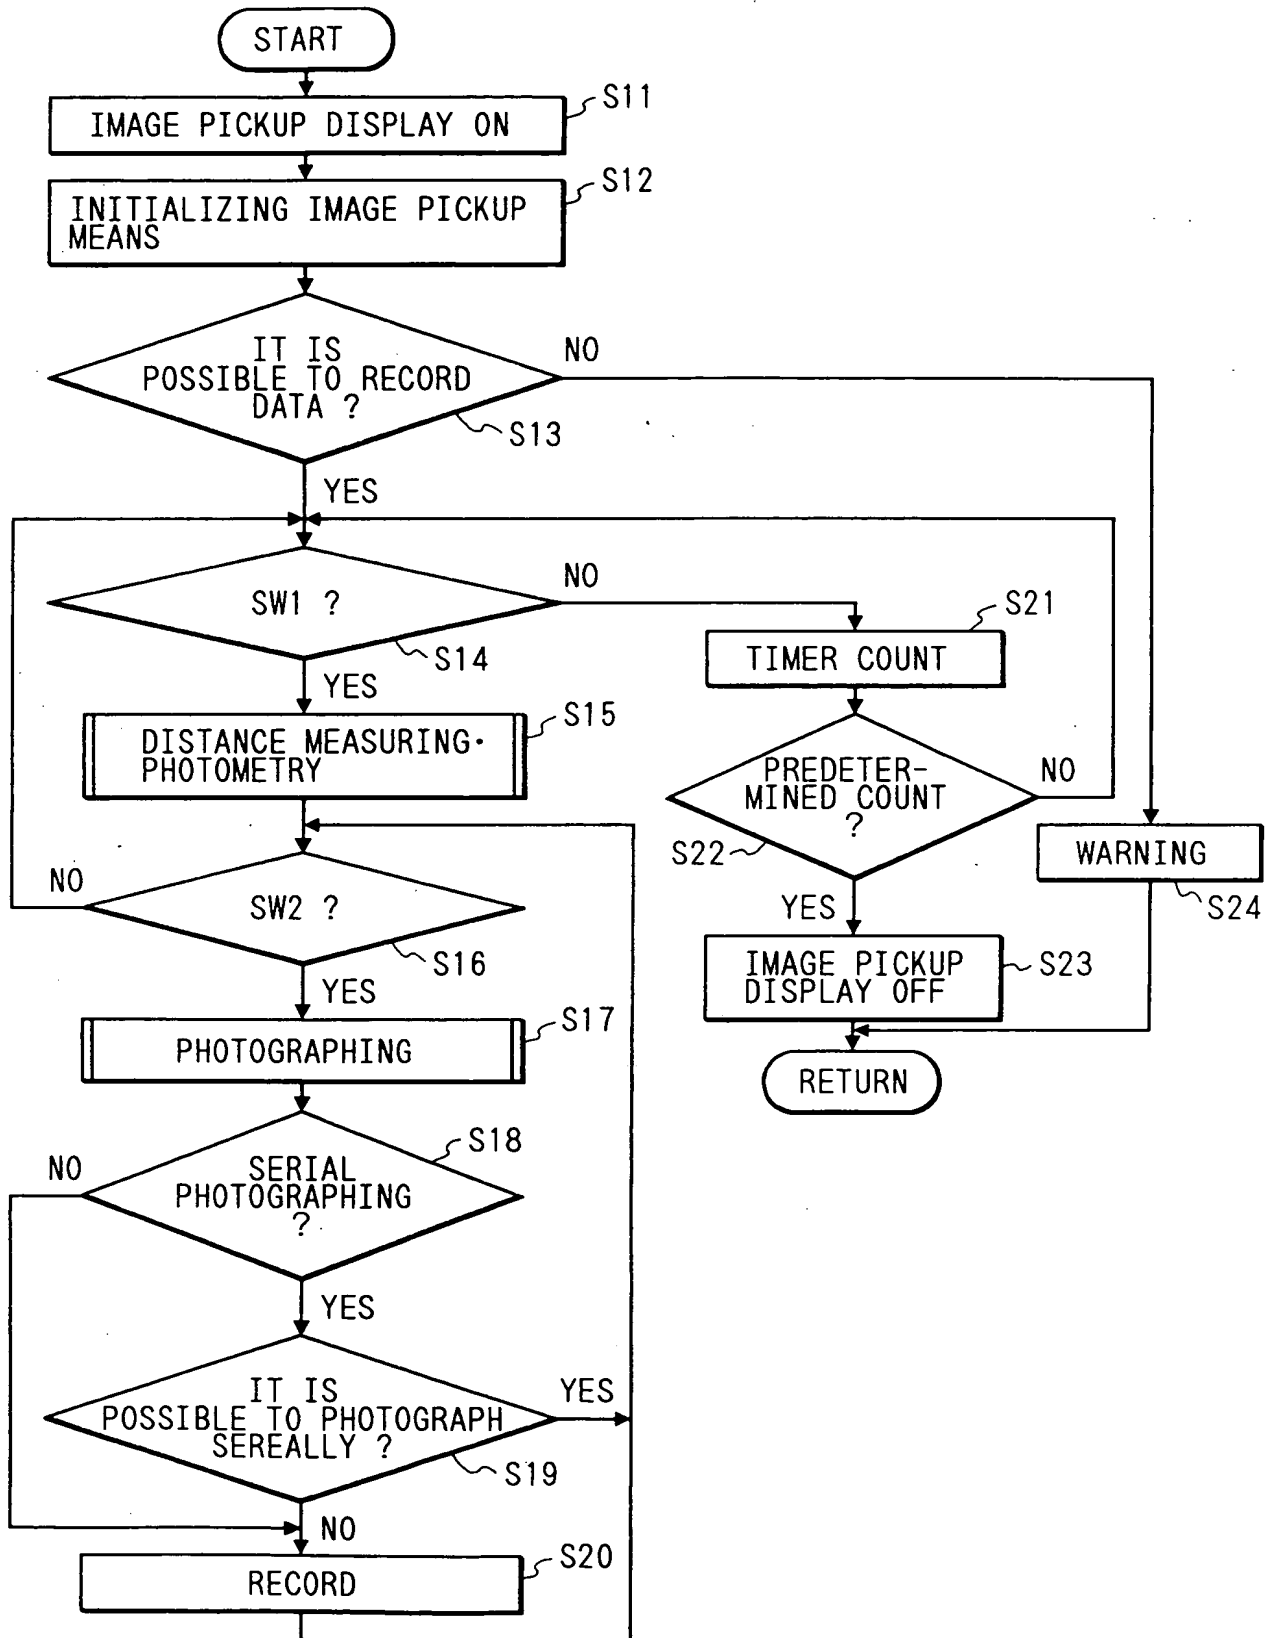 START
S11
IMAGE PICKUP DISPLAY ON
S12
INITIALIZING IMAGE PICKUP
MEANS
IT IS
POSSIBLE TO RECORD
DATA ?
NO
S13
YES
SW1 ?
NO
S14
YES
S21
TIMER COUNT
S15
DISTANCE MEASURING·
PHOTOMETRY
PREDETER-
MINED COUNT
?
NO
S22
YES
WARNING
S24
NO
SW2 ?
S16
YES
IMAGE PICKUP
DISPLAY OFF
S23
S17
PHOTOGRAPHING
RETURN
S18
NO
SERIAL
PHOTOGRAPHING
?
YES
IT IS
POSSIBLE TO PHOTOGRAPH
SEREALLY ?
YES
S19
NO
S20
RECORD